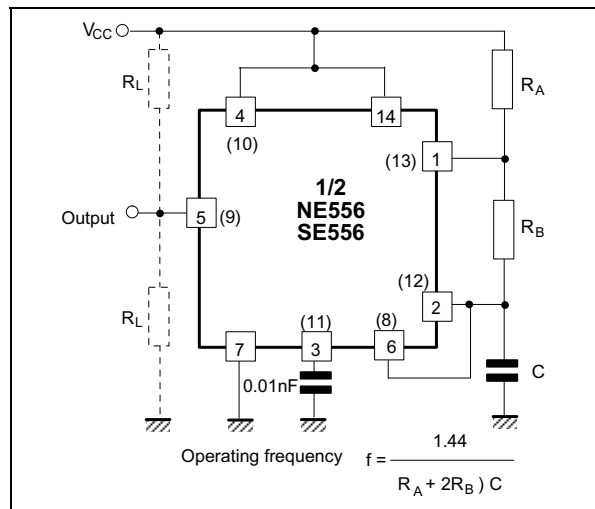 VCC
RL
4
14
RA
(10)
(13)
1
1/2
NE556
SE556
Output
5
(9)
RB
(12)
2
RL
(11)
(8)
7
3
6
0.01nF
C
Operating frequency
f = 1.44
RA + 2RB ) C